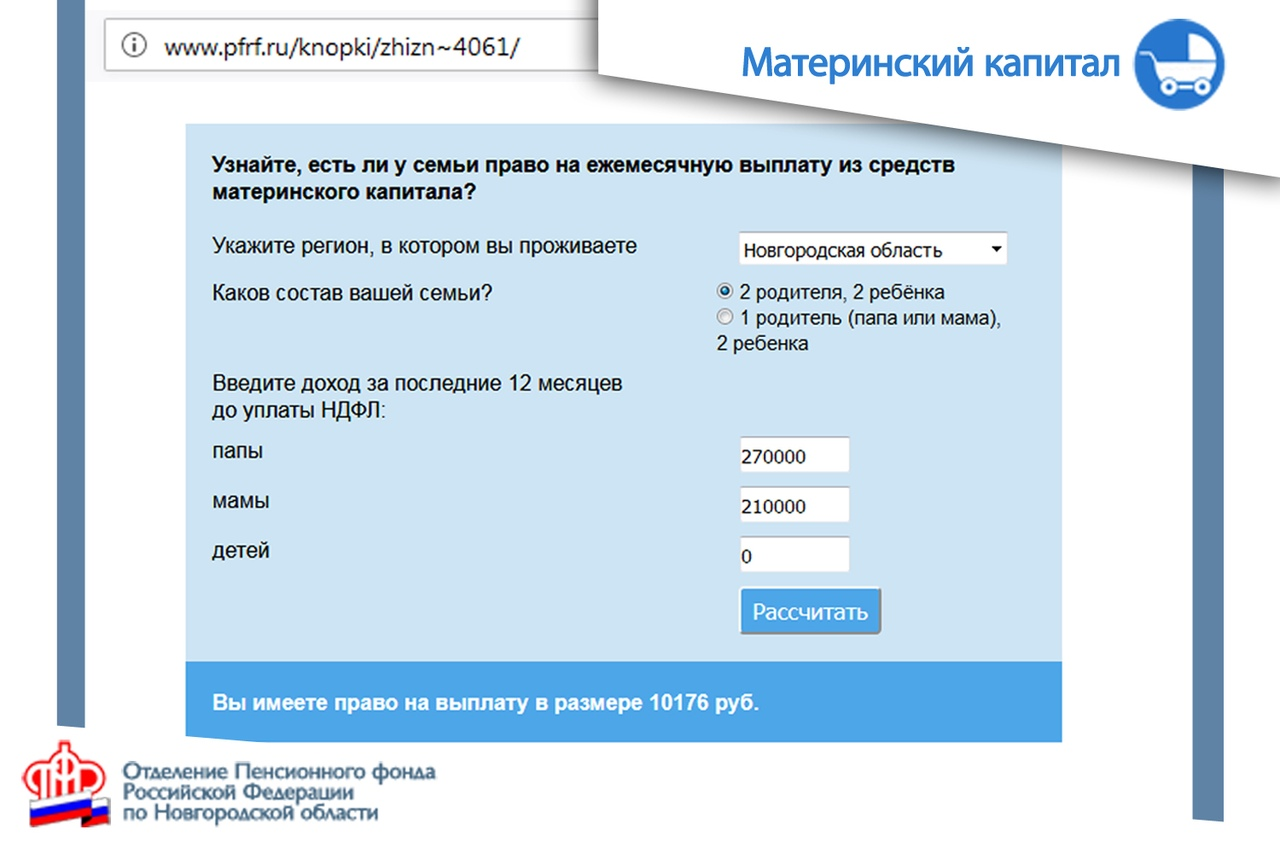 www.pfrf.ru/knopki/zhizn~4061/
Материнский капитал
Узнайте, есть ли у семьи право на ежемесячную выплату из средств
материнского капитала?
Укажите регион, в котором вы проживаете
Новгородская область
Каков состав вашей семьи?
2 родителя, 2 ребёнка
1 родитель (папа или мама),
2 ребенка
Введите доход за последние 12 месяцев
до уплаты НДФЛ:
папы
270000
мамы
210000
детей
0
Рассчитать
Вы имеете право на выплату в размере 10176 руб.
Отделение Пенсионного фонда
Российской Федерации
по Новгородской области